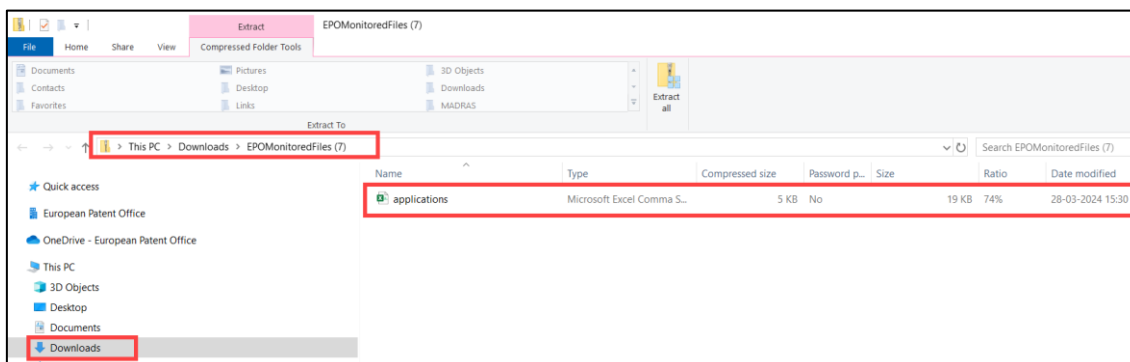 Extract EPOMonitoredFiles (7)
File Home Share View Compressed Folder Tools
Documents Pictures 3D Objects
Contacts Desktop Downloads
Favorites Links MADRAS
Extract
all
Extract To
> This PC > Downloads > EPOMonitoredFiles (7)
Search EPOMonitoredFiles (7)
Name Type Compressed size Password p... Size Ratio Date modified
applications Microsoft Excel Comma S... 5 KB No 19 KB 74% 28-03-2024 15:30
Quick access
European Patent Office
OneDrive - European Patent Office
This PC
3D Objects
Desktop
Documents
Downloads